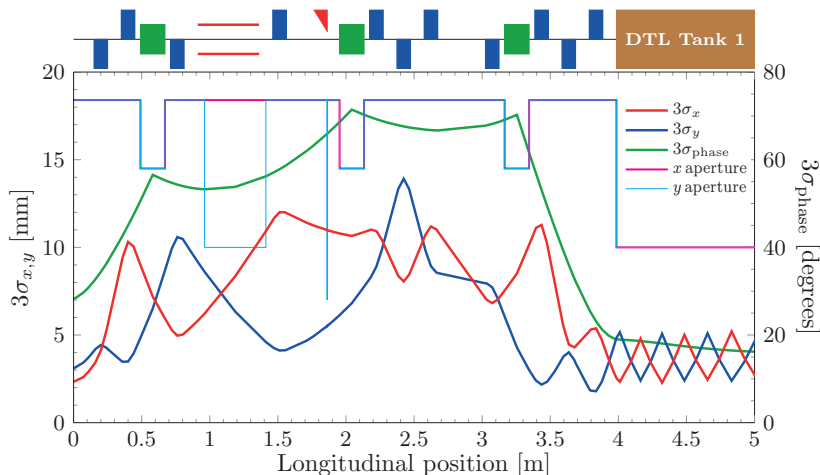 DTL Tank 1
20 80
3σx
3σy
3σphase
x aperture
y aperture
15 60
10 40
5 20
0 0
3σx,y [mm]
3σphase [degrees]
0 0.5 1 1.5 2 2.5 3 3.5 4 4.5 5
Longitudinal position [m]